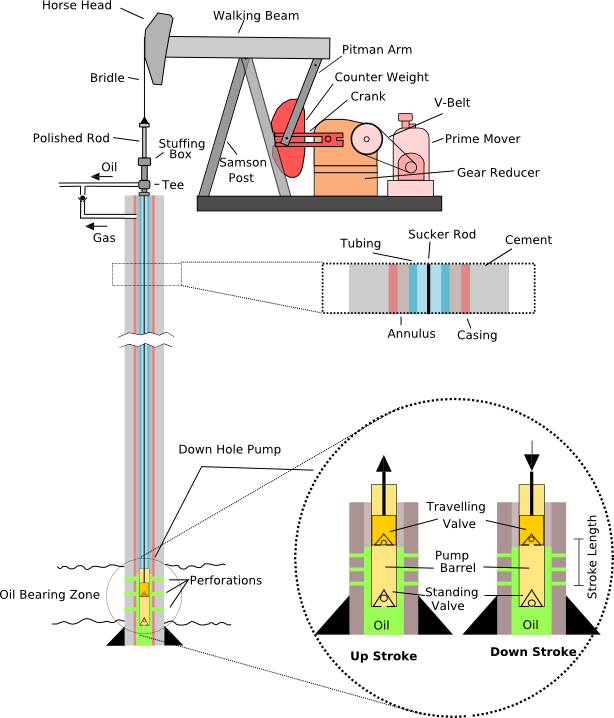 Horse Head
Walking Beam
Pitman Arm
Bridle
Counter Weight
Crank
V-Belt
Polished Rod
Stuffing
Box
Prime Mover
Samson
Post
Oil
Tee
Gear Reducer
Gas
Sucker Rod
Tubing
Cement
Annulus
Casing
Down Hole Pump
Travelling
Valve
Stroke Length
Pump
Barrel
Perforations
Oil Bearing Zone
Standing
Valve
Oil
Oil
Up Stroke
Down Stroke